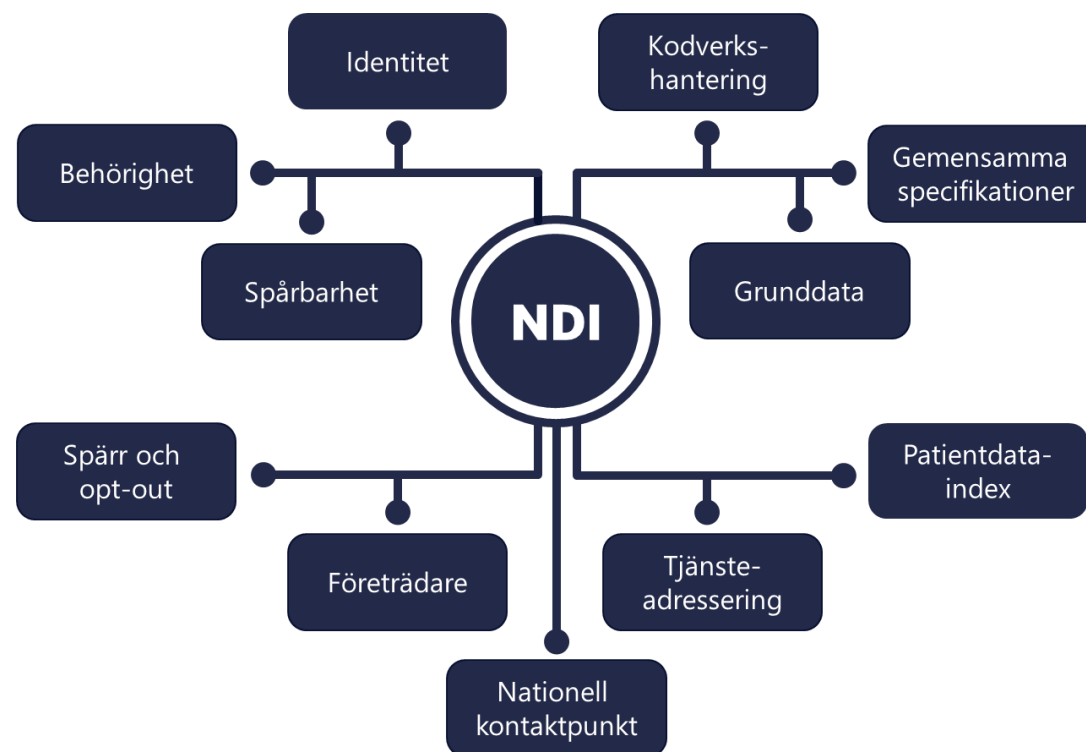 Identitet
Kodverks-
hantering
Behörighet
Gemensamma
specifikationer
Spårbarhet
Grunddata
NDI
Spärr och
opt-out
Patientdata-
index
Företrädare
Tjänste-
adressering
Nationell
kontaktpunkt